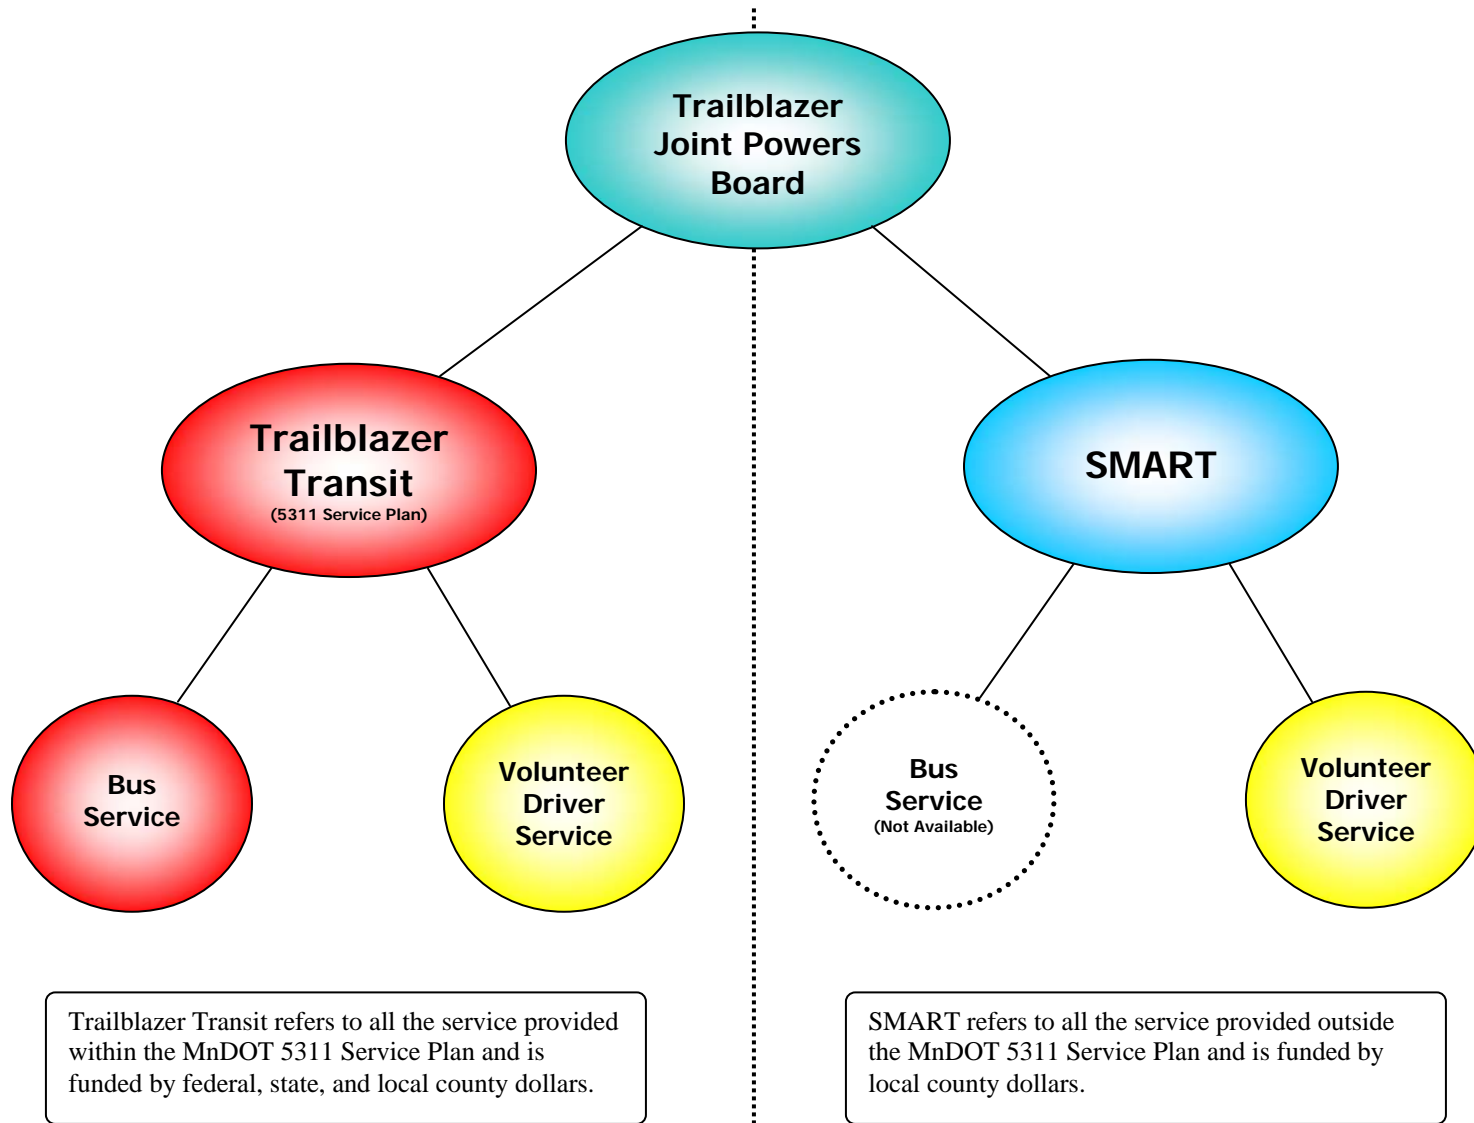 Trailblazer
Joint Powers
Board
Trailblazer
Transit
(5311 Service Plan)
SMART
Bus
Service
Volunteer
Driver
Service
Bus
Service
(Not Available)
Volunteer
Driver
Service
Trailblazer Transit refers to all the service provided
within the MnDOT 5311 Service Plan and is
funded by federal, state, and local county dollars.
SMART refers to all the service provided outside
the MnDOT 5311 Service Plan and is funded by
local county dollars.